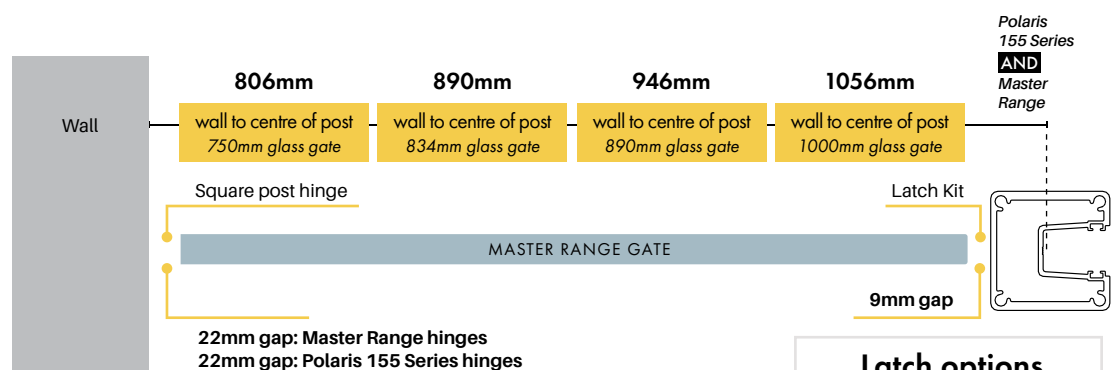 Polaris
155 Series
AND
Master
Range
806mm
890mm
946mm
1056mm
Wall
wall to centre of post
750mm glass gate
wall to centre of post
834mm glass gate
wall to centre of post
890mm glass gate
wall to centre of post
1000mm glass gate
Square post hinge
Latch Kit
MASTER RANGE GATE
9mm gap
22mm gap: Master Range hinges
22mm gap: Polaris 155 Series hinges
Latch options